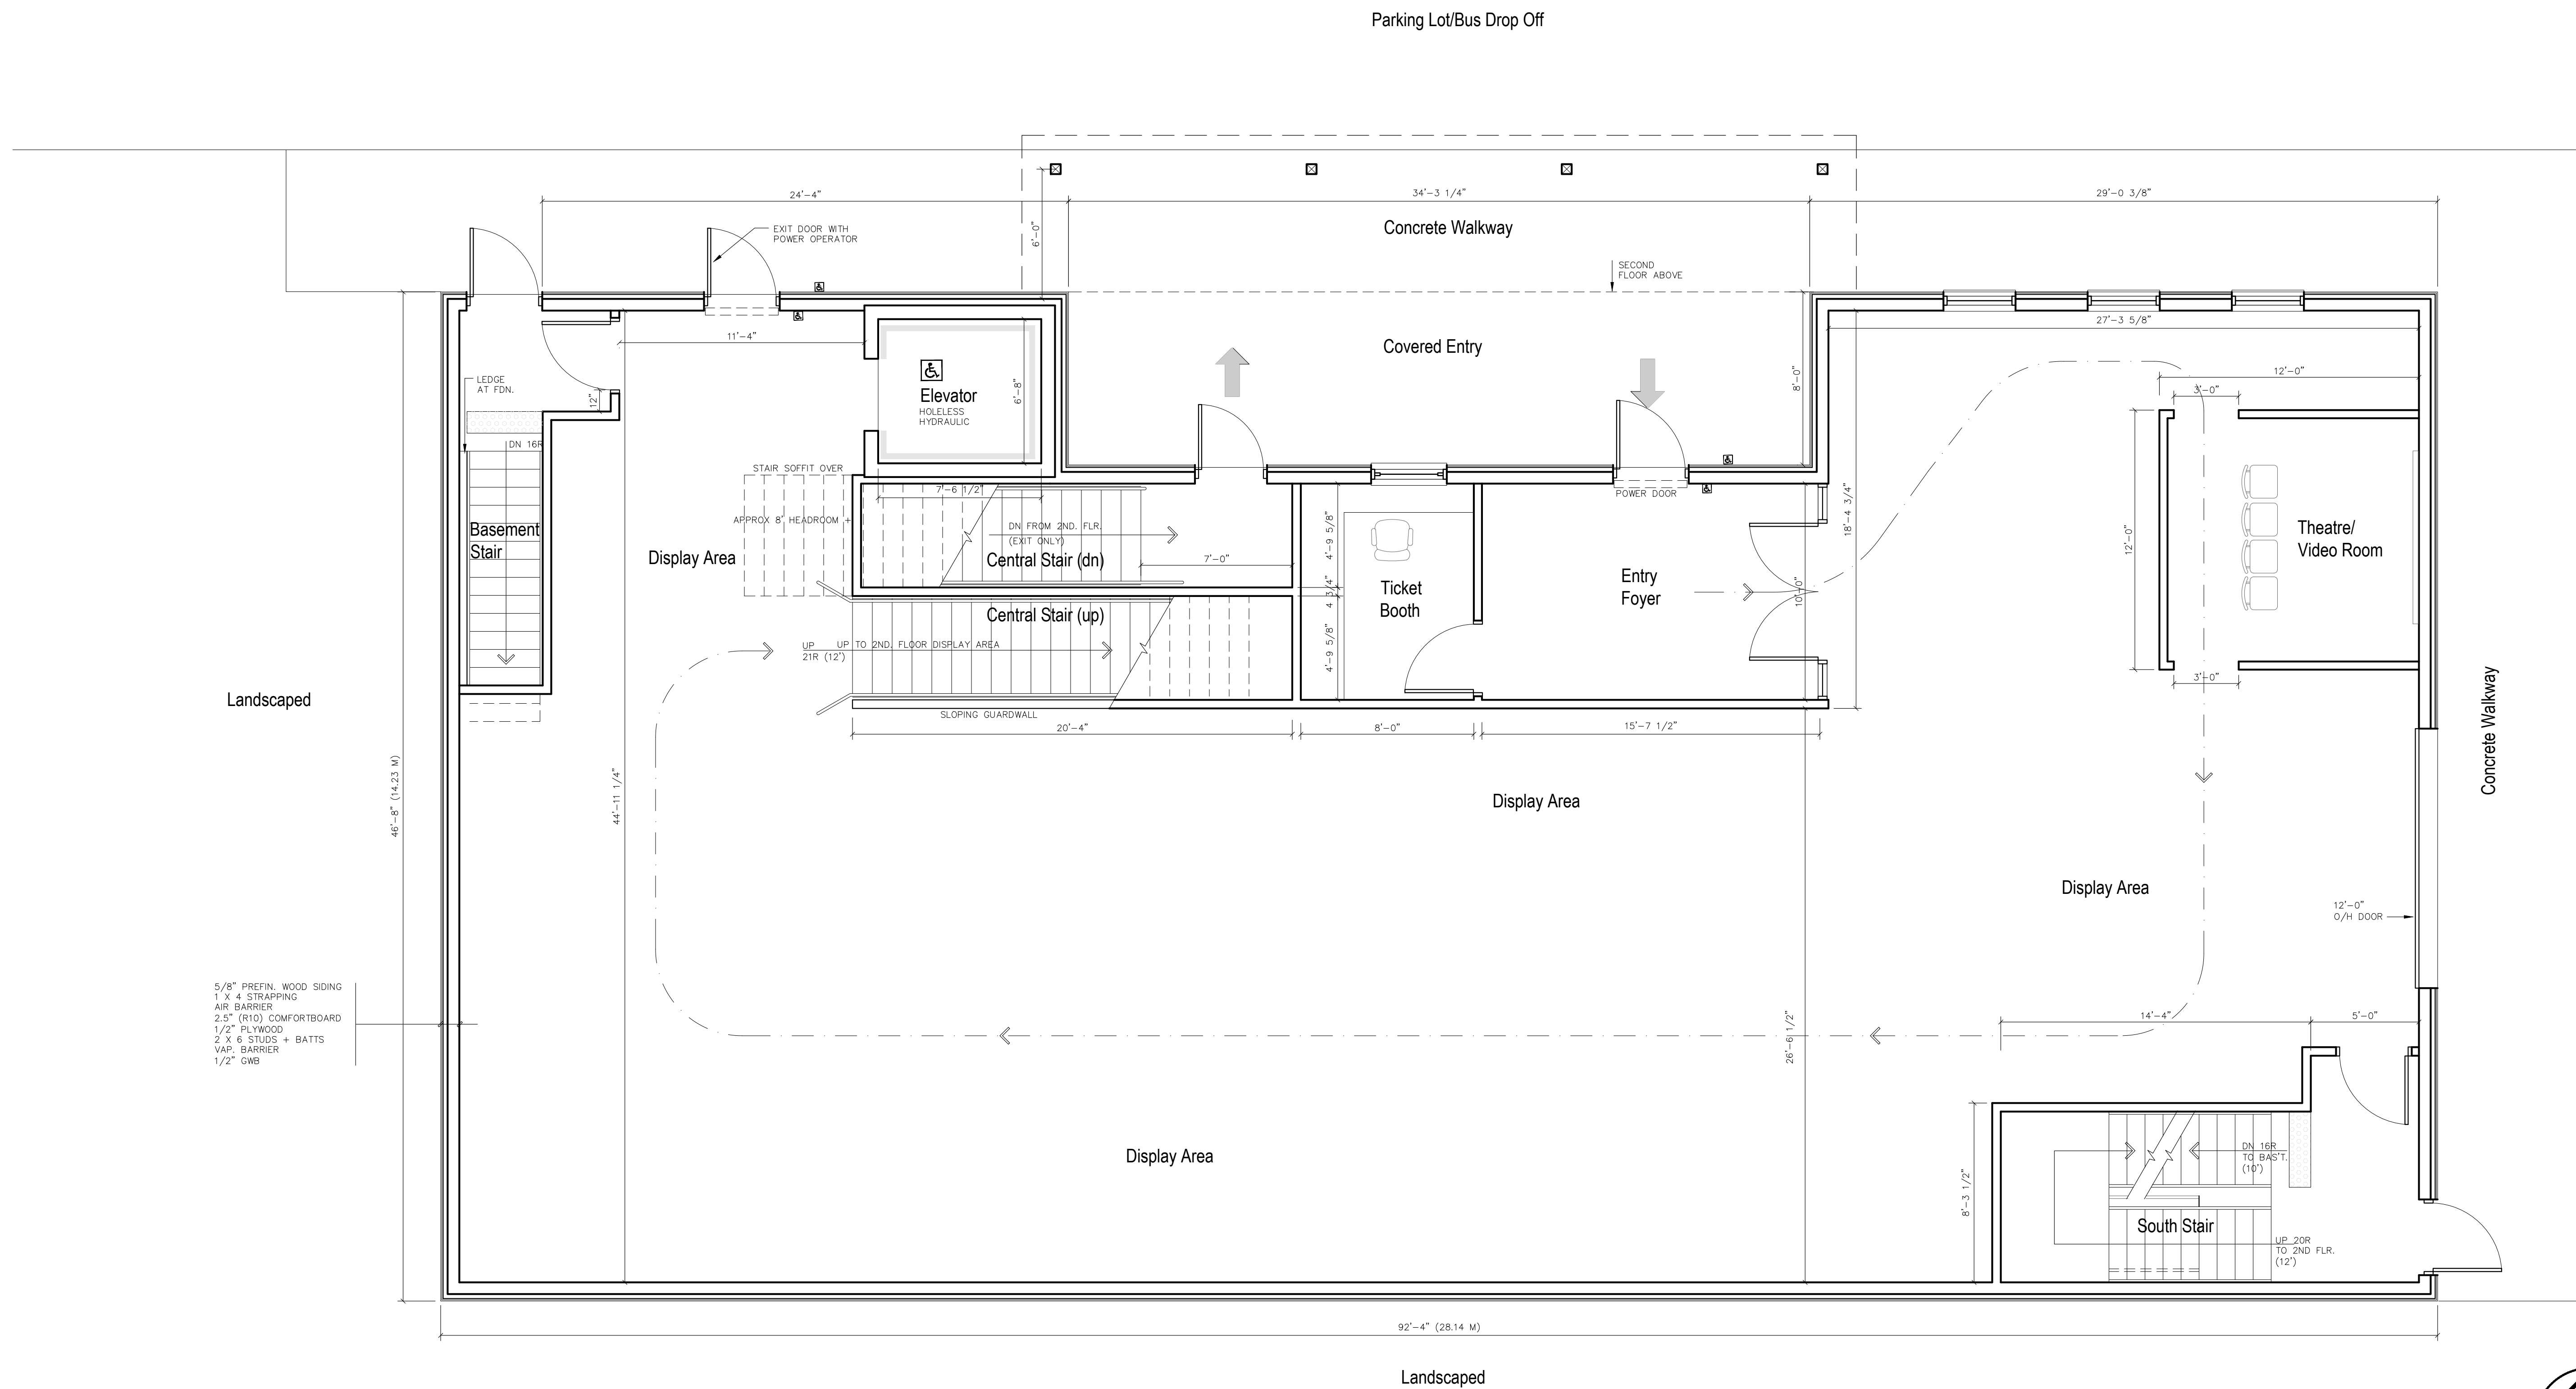 Parking Lot/Bus Drop Off
24'-4"
34'-3 1/4"
29'-0 3/8"
EXIT DOOR WITH
POWER OPERATOR
6'-0"
Concrete Walkway
SECOND
FLOOR ABOVE
27'-3 5/8"
11'-4"
Covered Entry
8'-0"
12'-0"
3'-0"
LEDGE
AT FDN.
12"
Elevator
HOLELESS
HYDRAULIC
6'-8"
DN 16R
STAIR SOFFIT OVER
7'-6 1/2"
POWER DOOR
18'-4 3/4"
APPROX 8' HEADROOM +
DN FROM 2ND. FLR.
(EXIT ONLY)
4'-9 5/8"
Basement
Stair
Display Area
Central Stair (dn)
7'-0"
12'-0"
Theatre/
Video Room
Ticket
Booth
Entry
Foyer
10'-0"
4 3/4"
Central Stair (up)
UP
UP TO 2ND. FLOOR DISPLAY AREA
21R (12')
4'-9 5/8"
3'-0"
Landscaped
SLOPING GUARDWALL
20'-4"
8'-0"
15'-7 1/2"
Concrete Walkway
46'-8" (14.23 M)
44'-11 1/4"
Display Area
Display Area
12'-0"
O/H DOOR
5/8" PREFIN. WOOD SIDING
1 X 4 STRAPPING
AIR BARRIER
2.5" (R10) COMFORTBOARD
1/2" PLYWOOD
2 X 6 STUDS + BATTS
VAP. BARRIER
1/2" GWB
26'-6 1/2"
14'-4"
5'-0"
Display Area
8'-3 1/2"
DN 16R
TO BAS'T.
(10')
South Stair
UP 20R
TO 2ND FLR.
(12')
92'-4" (28.14 M)
Landscaped